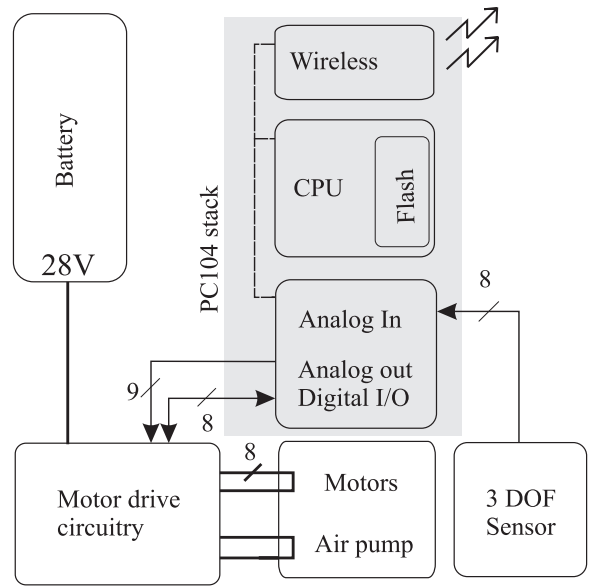 Wireless
Battery
CPU
Flash
28V
PC104 stack
8
Analog In
Analog out
9
8
Digital I/O
8
Motor drive
circuitry
Motors
3 DOF
Sensor
Air pump